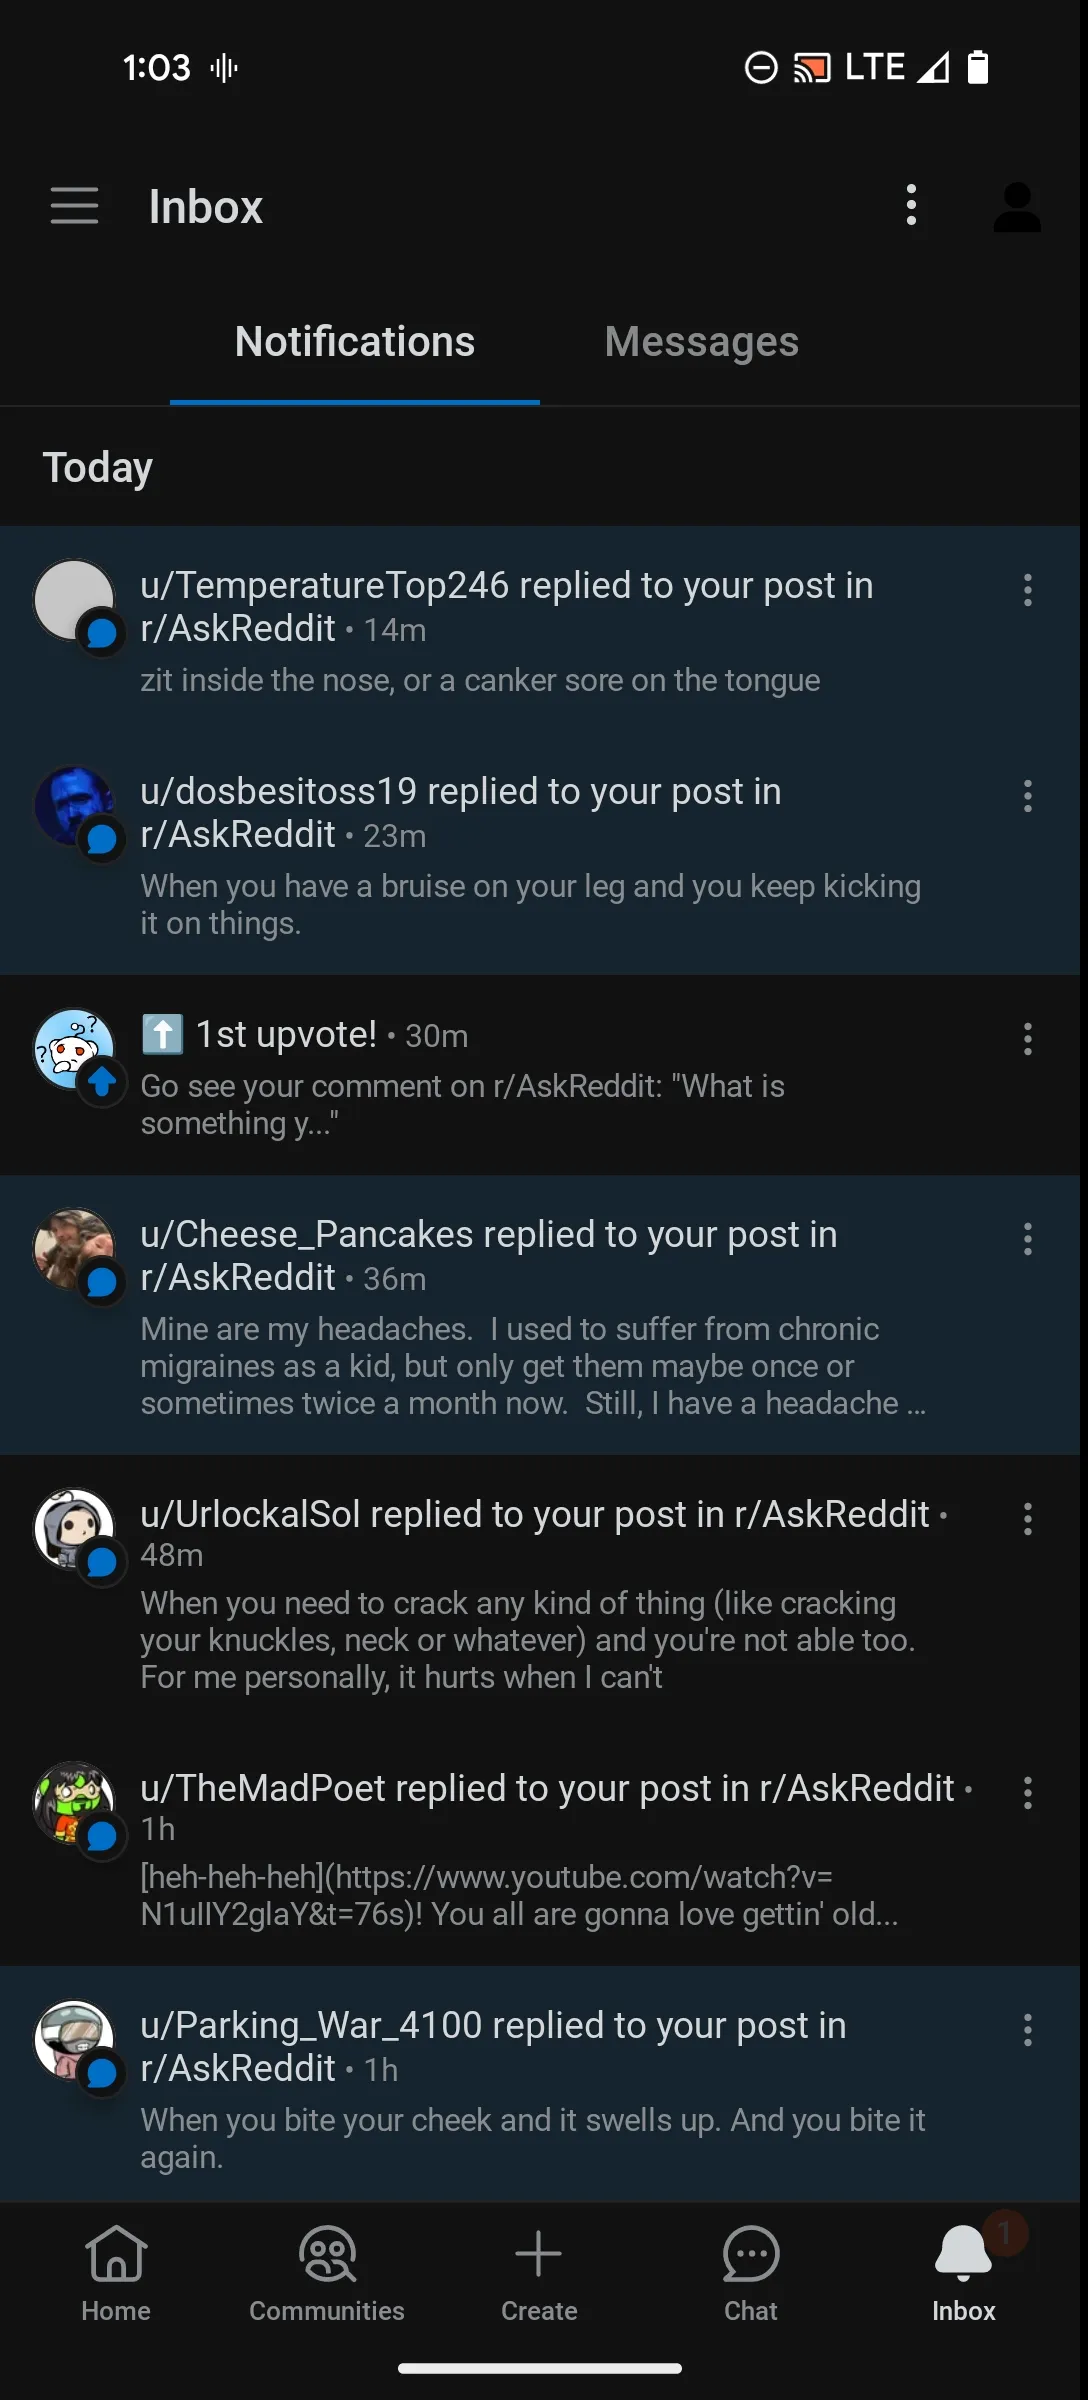 1:03 LTE
Inbox
Notifications Messages
Today
u/TemperatureTop246 replied to your post in
r/AskReddit • 14m
zit inside the nose, or a canker sore on the tongue
u/dosbesitoss19 replied to your post in
r/AskReddit • 23m
When you have a bruise on your leg and you keep kicking
it on things.
⬆️ 1st upvote! • 30m
Go see your comment on r/AskReddit: "What is
something y..."
u/Cheese_Pancakes replied to your post in
r/AskReddit • 36m
Mine are my headaches.  I used to suffer from chronic
migraines as a kid, but only get them maybe once or
sometimes twice a month now.  Still, I have a headache ...
u/UrlockalSol replied to your post in r/AskReddit •
48m
When you need to crack any kind of thing (like cracking
your knuckles, neck or whatever) and you're not able too.
For me personally, it hurts when I can't
u/TheMadPoet replied to your post in r/AskReddit •
1h
[heh-heh-heh](https://www.youtube.com/watch?v=
N1uIIY2glaY&t=76s)! You all are gonna love gettin' old...
u/Parking_War_4100 replied to your post in
r/AskReddit • 1h
When you bite your cheek and it swells up. And you bite it
again.
1
Home Communities Create Chat Inbox